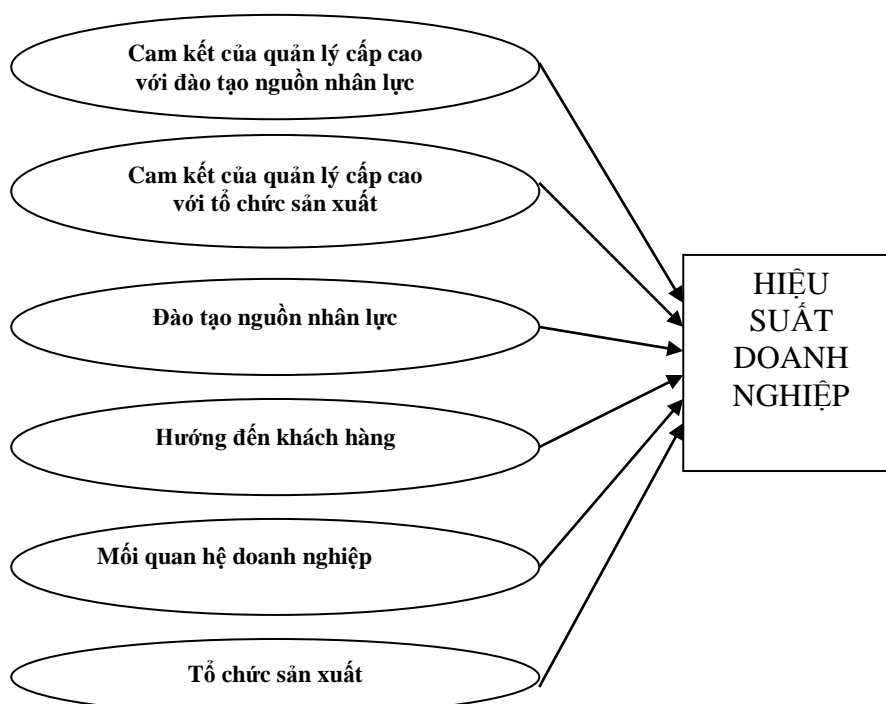 Cam kết của quản lý cấp cao
với đào tạo nguồn nhân lực
Cam kết của quản lý cấp cao
với tổ chức sản xuất
Đào tạo nguồn nhân lực
Hướng đến khách hàng
Mối quan hệ doanh nghiệp
Tổ chức sản xuất
HIỆU
SUẤT
DOANH
NGHIỆP